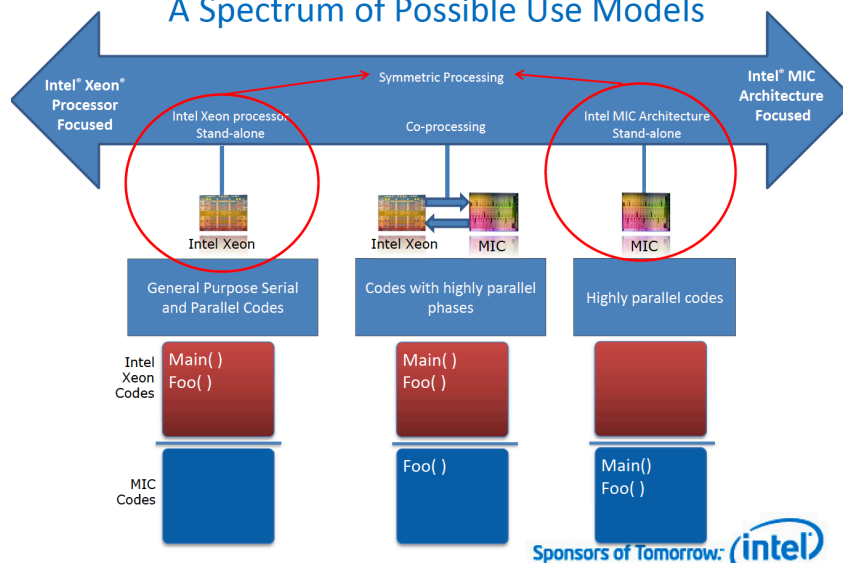 A Spectrum of Possible Use Models
Symmetric Processing
Intel® Xeon®
Processor
Focused
Intel® MIC
Architecture
Focused
Intel Xeon processor
Stand-alone
Co-processing
Intel MIC Architecture
Stand-alone
Intel Xeon
Intel Xeon
MIC
MIC
General Purpose Serial
and Parallel Codes
Codes with highly parallel
phases
Highly parallel codes
Intel
Xeon
Codes
Main( )
Foo( )
Main( )
Foo( )
MIC
Codes
Foo( )
Main()
Foo( )
Sponsors of Tomorrow.™ (intel)